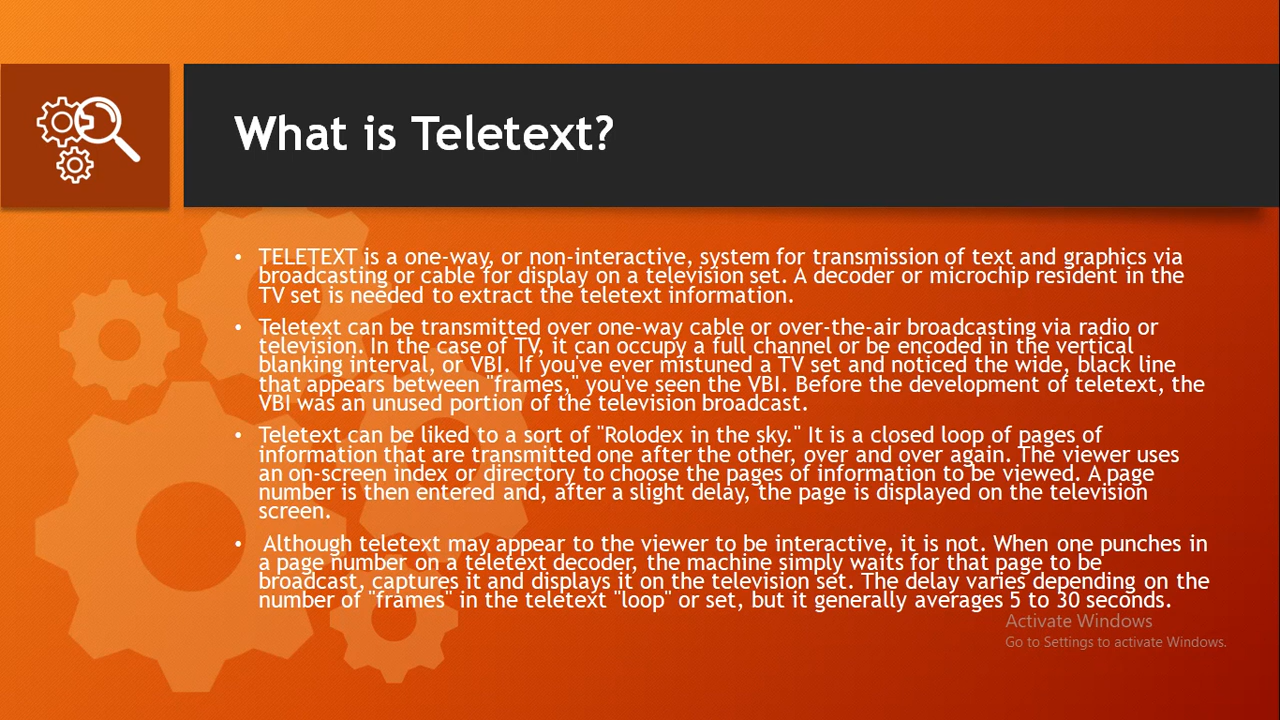 What is Teletext?
• TELETEXT is a one-way, or non-interactive, system for transmission of text and graphics via
broadcasting or cable for display on a television set. A decoder or microchip resident in the
TV set is needed to extract the teletext information.
• Teletext can be transmitted over one-way cable or over-the-air broadcasting via radio or
television. In the case of TV, it can occupy a full channel or be encoded in the vertical
blanking interval, or VBI. If you've ever mistuned a TV set and noticed the wide, black line
that appears between "frames," you've seen the VBI. Before the development of teletext, the
VBI was an unused portion of the television broadcast.
• Teletext can be liked to a sort of "Rolodex in the sky." It is a closed loop of pages of
information that are transmitted one after the other, over and over again. The viewer uses
an on-screen index or directory to choose the pages of information to be viewed. A page
number is then entered and, after a slight delay, the page is displayed on the television
screen.
• Although teletext may appear to the viewer to be interactive, it is not. When one punches in
a page number on a teletext decoder, the machine simply waits for that page to be
broadcast, captures it and displays it on the television set. The delay varies depending on the
number of "frames" in the teletext "loop" or set, but it generally averages 5 to 30 seconds.
Activate Windows
Go to Settings to activate Windows.